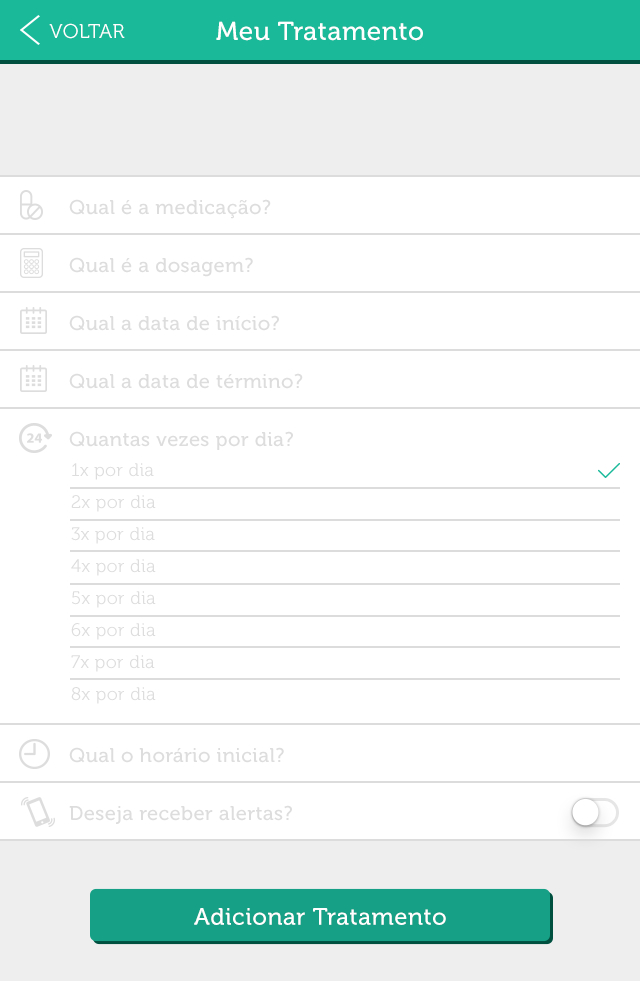 VOLTAR
Meu Tratamento
Qual é a medicação?
Qual é a dosagem?
Qual a data de início?
Qual a data de término?
24
Quantas vezes por dia?
1x por dia
2x por dia
3x por dia
4x por dia
5x por dia
6x por dia
7x por dia
8x por dia
Qual o horário inicial?
Deseja receber alertas?
Adicionar Tratamento